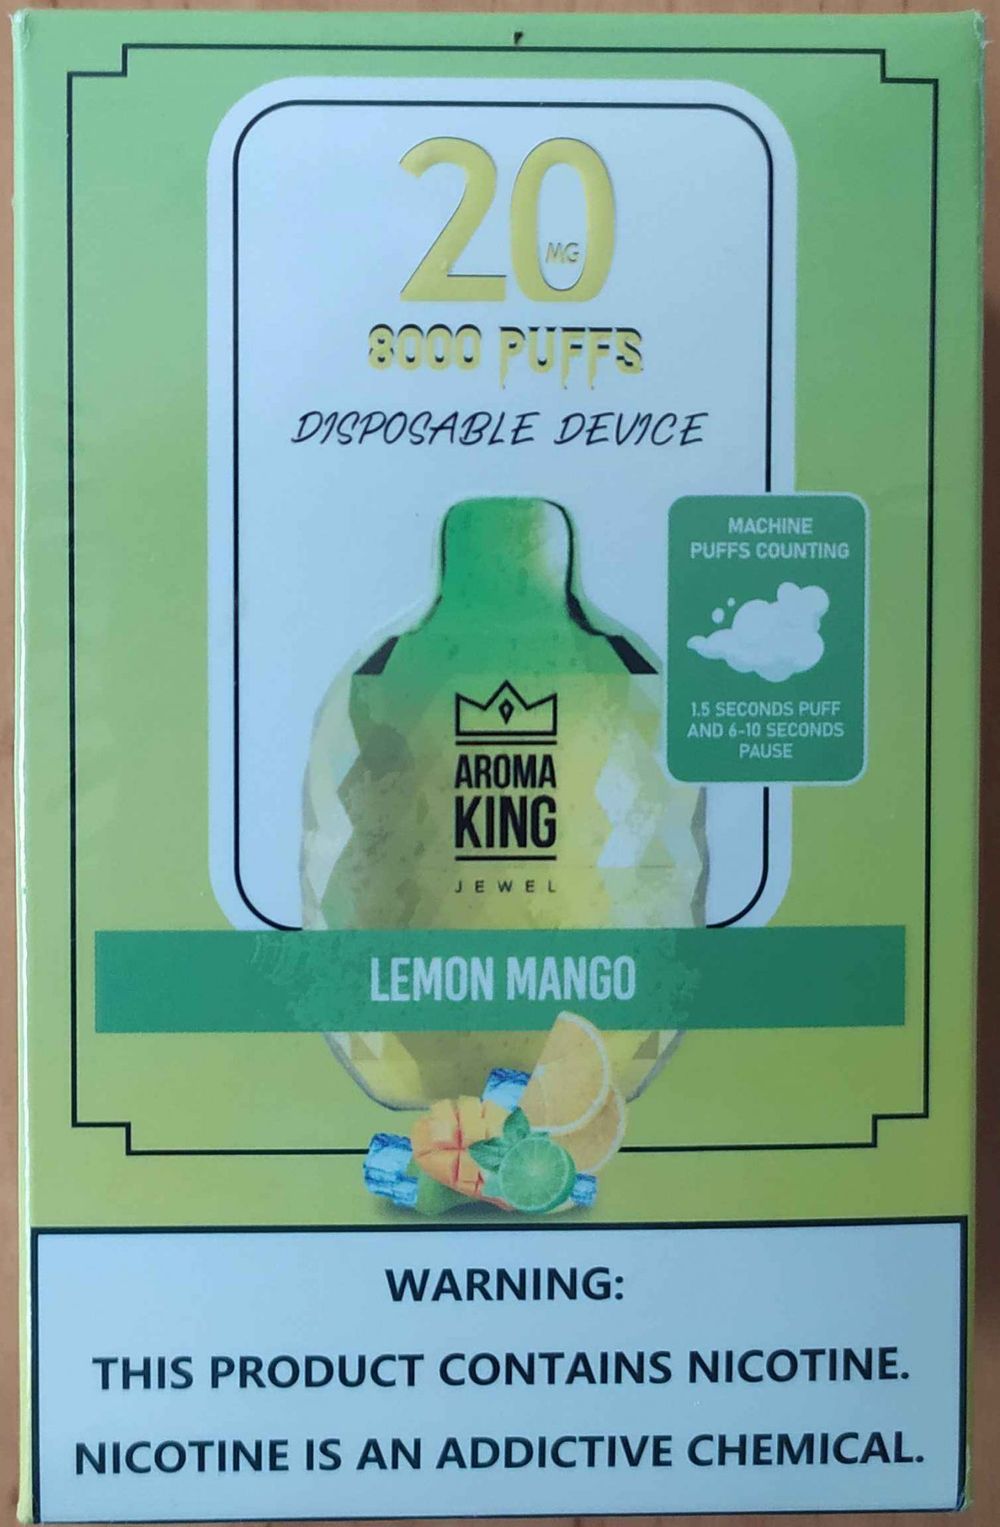 20
MG
8000 PUFFS
DISPOSABLE DEVICE
MACHINE
PUFFS COUNTING
1.5 SECONDS PUFF
AND 6-10 SECONDS
PAUSE
AROMA
KING
JEWEL
LEMON MANGO
WARNING:
THIS PRODUCT CONTAINS NICOTINE.
NICOTINE IS AN ADDICTIVE CHEMICAL.